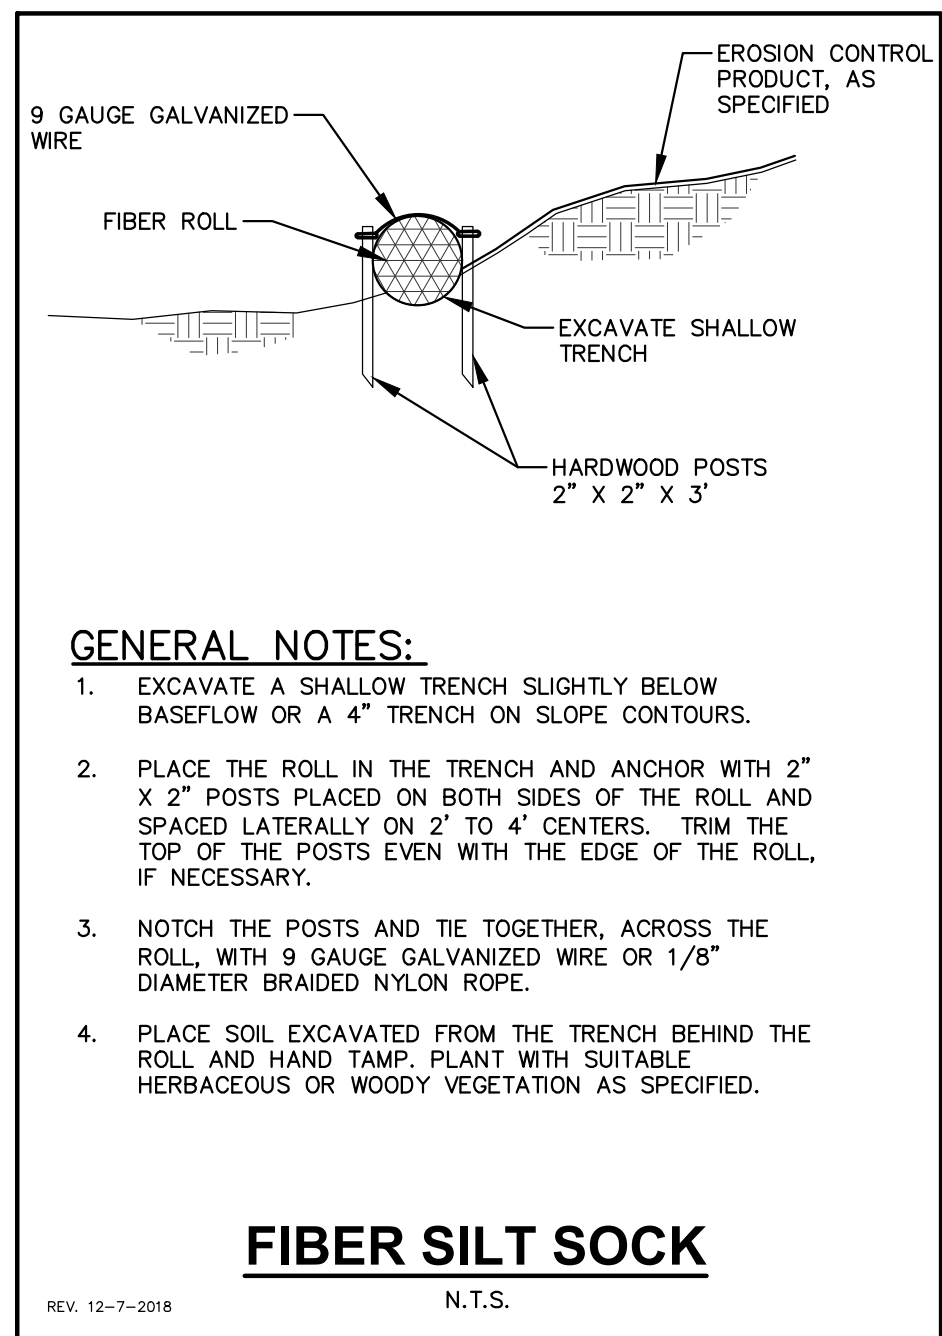 EROSION CONTROL
PRODUCT, AS
SPECIFIED
9 GAUGE GALVANIZED
WIRE
FIBER ROLL
EXCAVATE SHALLOW
TRENCH
HARDWOOD POSTS
2" X 2" X 3'
GENERAL NOTES:
1. EXCAVATE A SHALLOW TRENCH SLIGHTLY BELOW
BASEFLOW OR A 4" TRENCH ON SLOPE CONTOURS.
2. PLACE THE ROLL IN THE TRENCH AND ANCHOR WITH 2"
X 2" POSTS PLACED ON BOTH SIDES OF THE ROLL AND
SPACED LATERALLY ON 2' TO 4' CENTERS. TRIM THE
TOP OF THE POSTS EVEN WITH THE EDGE OF THE ROLL,
IF NECESSARY.
3. NOTCH THE POSTS AND TIE TOGETHER, ACROSS THE
ROLL, WITH 9 GAUGE GALVANIZED WIRE OR 1/8"
DIAMETER BRAIDED NYLON ROPE.
4. PLACE SOIL EXCAVATED FROM THE TRENCH BEHIND THE
ROLL AND HAND TAMP. PLANT WITH SUITABLE
HERBACEOUS OR WOODY VEGETATION AS SPECIFIED.
FIBER SILT SOCK
N.T.S.
REV. 12-7-2018